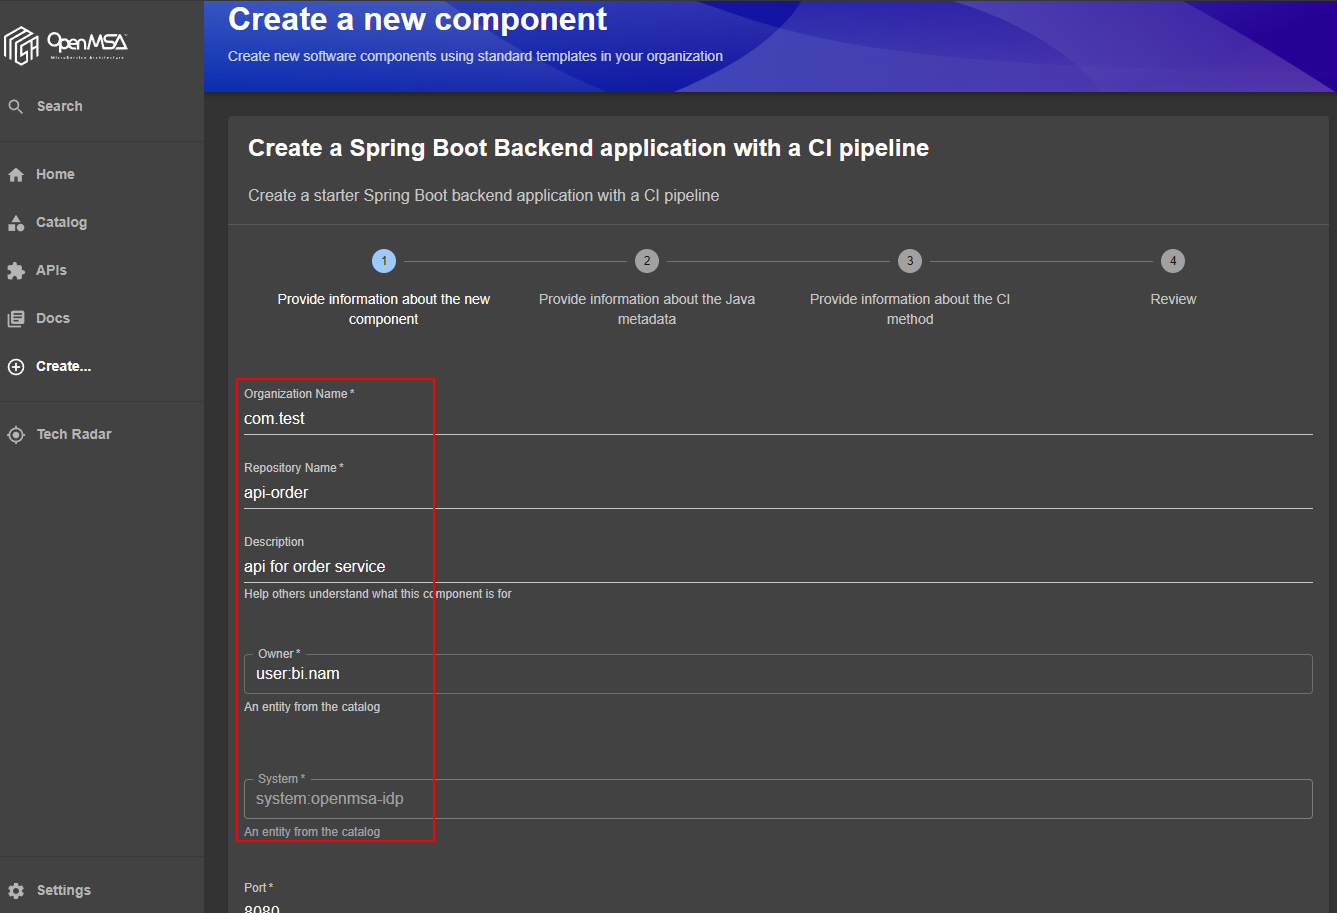 Create a new component
Create new software components using standard templates in your organization
OpenMSA
MicroService Architecture
Search
Home
Catalog
APIs
Docs
Create...
Tech Radar
Settings
Create a Spring Boot Backend application with a CI pipeline
Create a starter Spring Boot backend application with a CI pipeline
1
Provide information about the new
component
2
Provide information about the Java
metadata
3
Provide information about the CI
method
4
Review
Organization Name *
com.test
Repository Name *
api-order
Description
api for order service
Help others understand what this component is for
Owner *
user:bi.nam
An entity from the catalog
System *
system:openmsa-idp
An entity from the catalog
Port *
8080